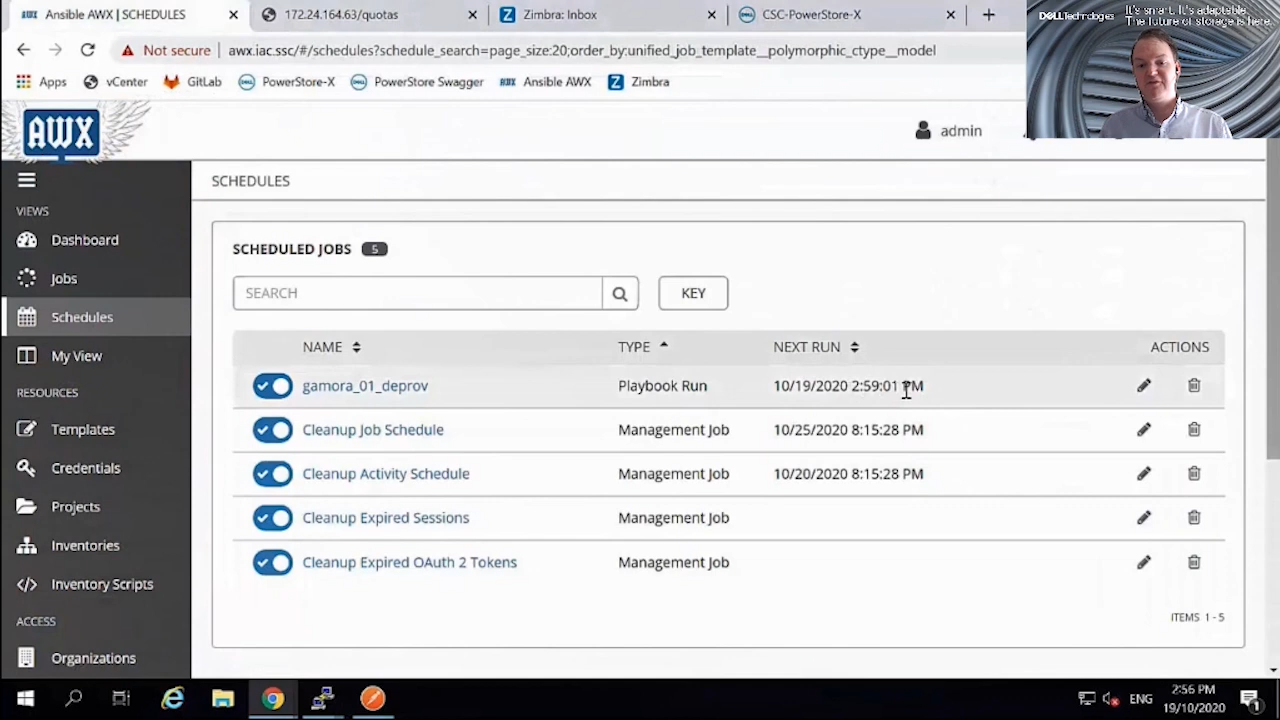 Ansible AWX | SCHEDULES
172.24.164.63/quotas
Zimbra: Inbox
CSC-PowerStore-X
Not secure
awx.iac.ssc/#/schedules?schedule_search=page_size:20;order_by:unified_job_template__polymorphic_ctype__model
Apps
vCenter
GitLab
PowerStore-X
PowerStore Swagger
AWX Ansible AWX
Zimbra
DELLTechnologies
It's smart. It's adaptable.
The future of storage is here.
AWX
admin
VIEWS
Dashboard
Jobs
Schedules
My View
RESOURCES
Templates
Credentials
Projects
Inventories
Inventory Scripts
ACCESS
Organizations
SCHEDULES
SCHEDULED JOBS 5
SEARCH
KEY
NAME TYPE NEXT RUN ACTIONS
gamora_01_deprov Playbook Run 10/19/2020 2:59:01 PM
Cleanup Job Schedule Management Job 10/25/2020 8:15:28 PM
Cleanup Activity Schedule Management Job 10/20/2020 8:15:28 PM
Cleanup Expired Sessions Management Job
Cleanup Expired OAuth 2 Tokens Management Job
ITEMS 1 - 5
ENG
2:56 PM
19/10/2020
1